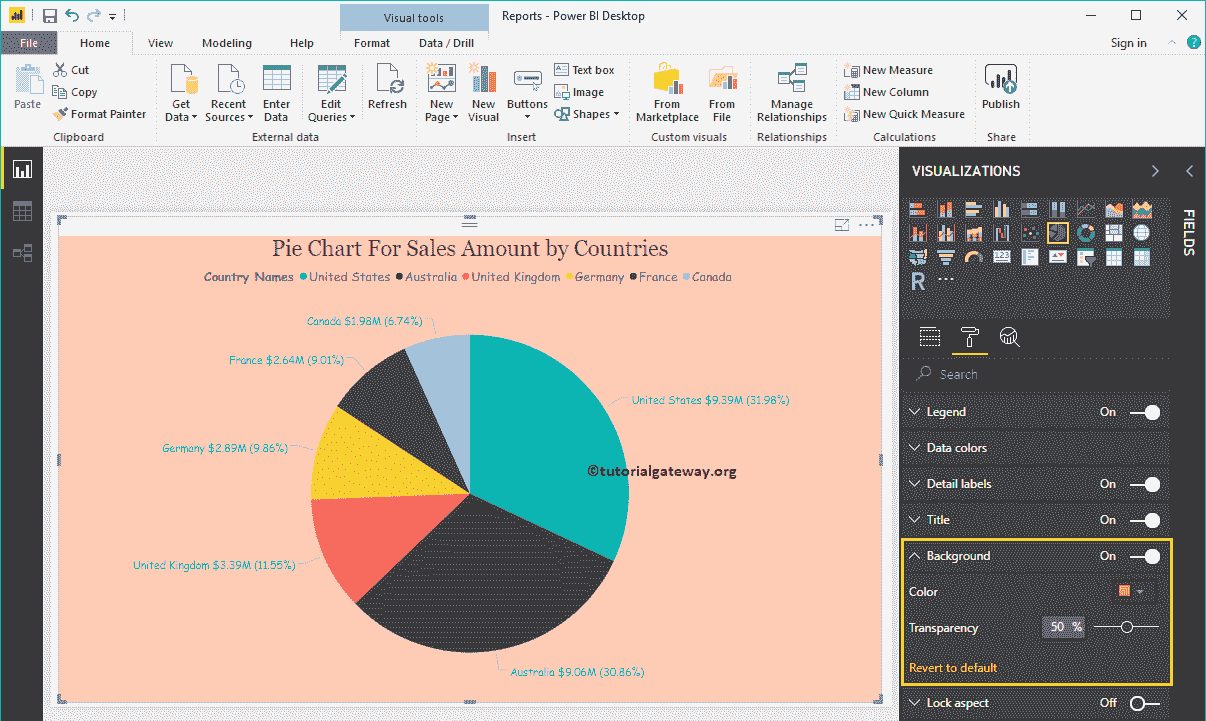 Visual tools
Reports - Power BI Desktop
File Home View Modeling Help Format Data / Drill Sign in ?
Paste
Cut
Copy
Format Painter
Clipboard
Get Data
Recent Sources
Enter Data
Edit Queries
External data
Refresh
New Page
New Visual
Buttons
Text box
Image
Shapes
Insert
From Marketplace
From File
Custom visuals
Manage Relationships
Relationships
New Measure
New Column
New Quick Measure
Calculations
Publish
Share
Pie Chart For Sales Amount by Countries
Country Names United States Australia United Kingdom Germany France Canada
Canada $1.98M (6.74%)
France $2.64M (9.01%)
United States $9.39M (31.98%)
Germany $2.89M (9.86%)
©tutorialgateway.org
United Kingdom $3.39M (11.55%)
Australia $9.06M (30.86%)
VISUALIZATIONS
FIELDS
123
R
Search
Legend On
Data colors
Detail labels On
Title On
Background On
Color
Transparency 50 %
Revert to default
Lock aspect Off